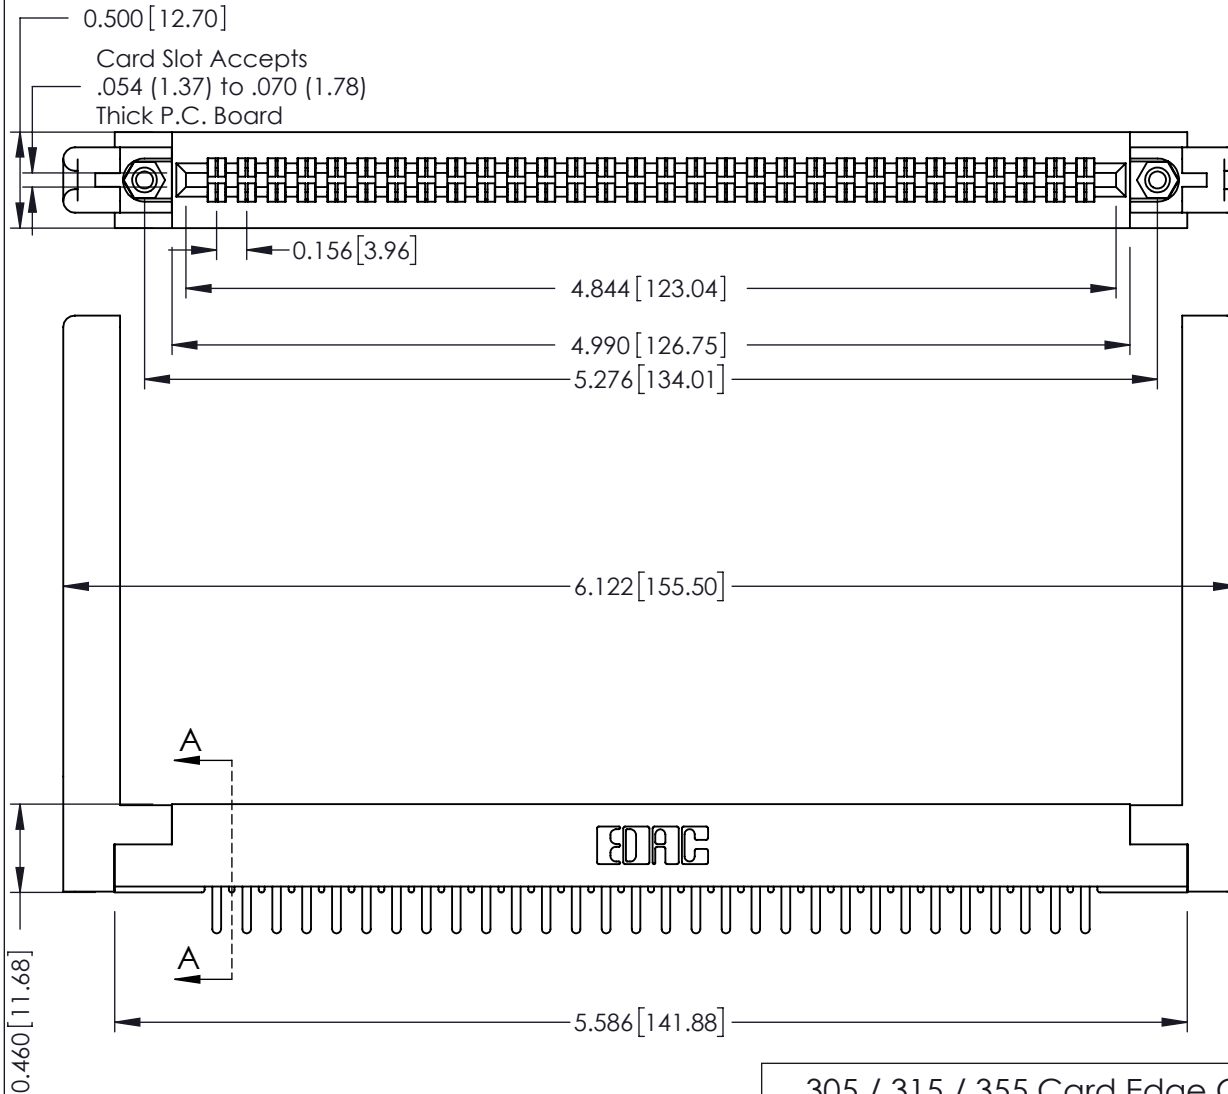 0.500 [12.70]
Card Slot Accepts
.054 (1.37) to .070 (1.78)
Thick P.C. Board
0.156 [3.96]
4.844 [123.04]
4.990 [126.75]
5.276 [134.01]
6.122 [155.50]
A
EDAC
A
0.460 [11.68]
5.586 [141.88]
305 / 315 / 355 Card Edge